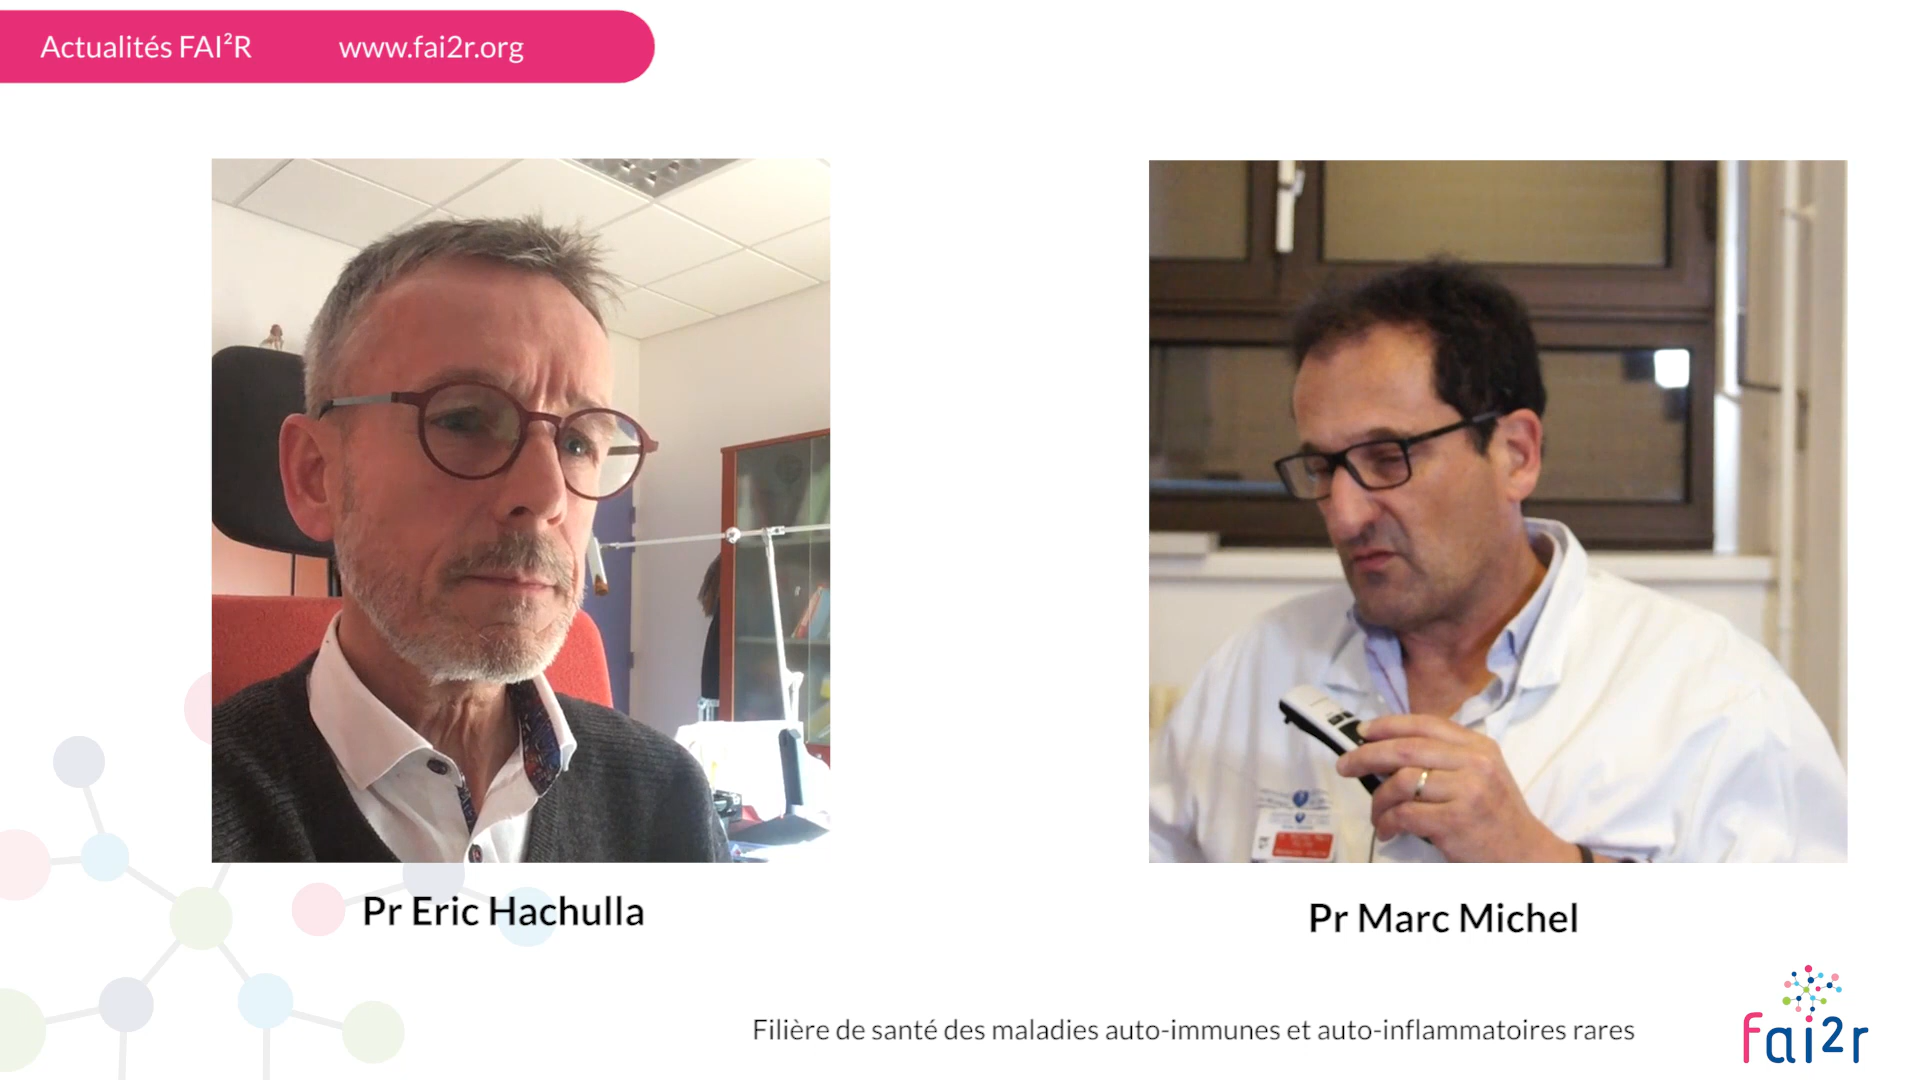 Actualités FAI²R www.fai2r.org
Pr Eric Hachulla
Pr Marc Michel
Filière de santé des maladies auto-immunes et auto-inflammatoires rares
fai2r